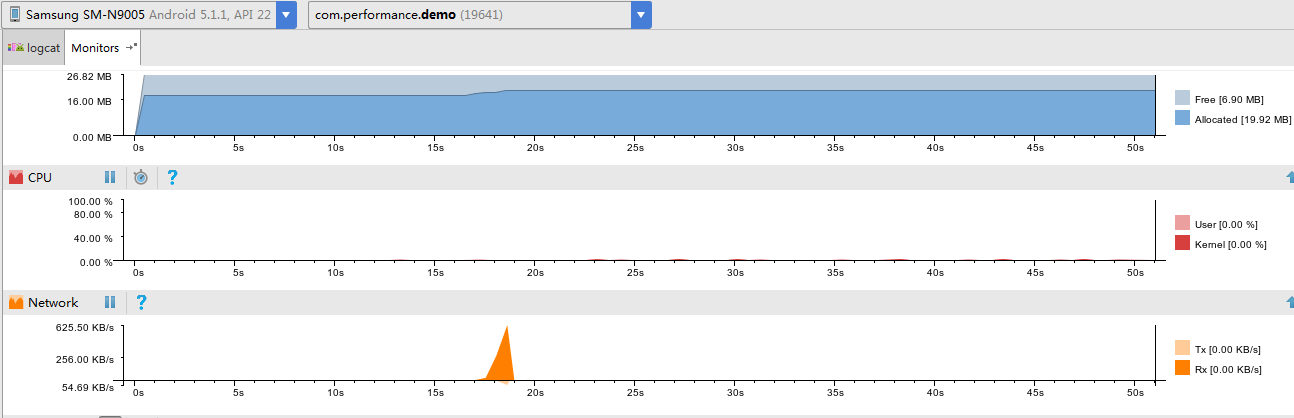 Samsung SM-N9005 Android 5.1.1, API 22 com.performance.demo (19641)
logcat Monitors
26.82 MB
16.00 MB
0.00 MB
Free [6.90 MB]
Allocated [19.92 MB]
0s 5s 10s 15s 20s 25s 30s 35s 40s 45s 50s
CPU ?
100.00 %
80.00 %
40.00 %
0.00 %
User [0.00 %]
Kernel [0.00 %]
0s 5s 10s 15s 20s 25s 30s 35s 40s 45s 50s
Network ?
625.50 KB/s
256.00 KB/s
54.69 KB/s
Tx [0.00 KB/s]
Rx [0.00 KB/s]
0s 5s 10s 15s 20s 25s 30s 35s 40s 45s 50s